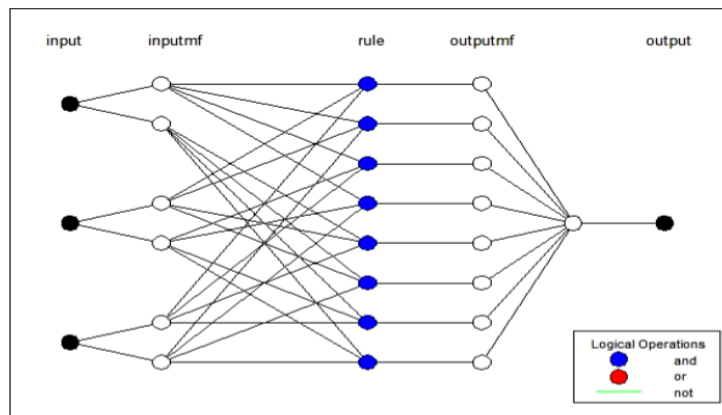 input inputmf rule outputmf output
Logical Operations
and
or
not